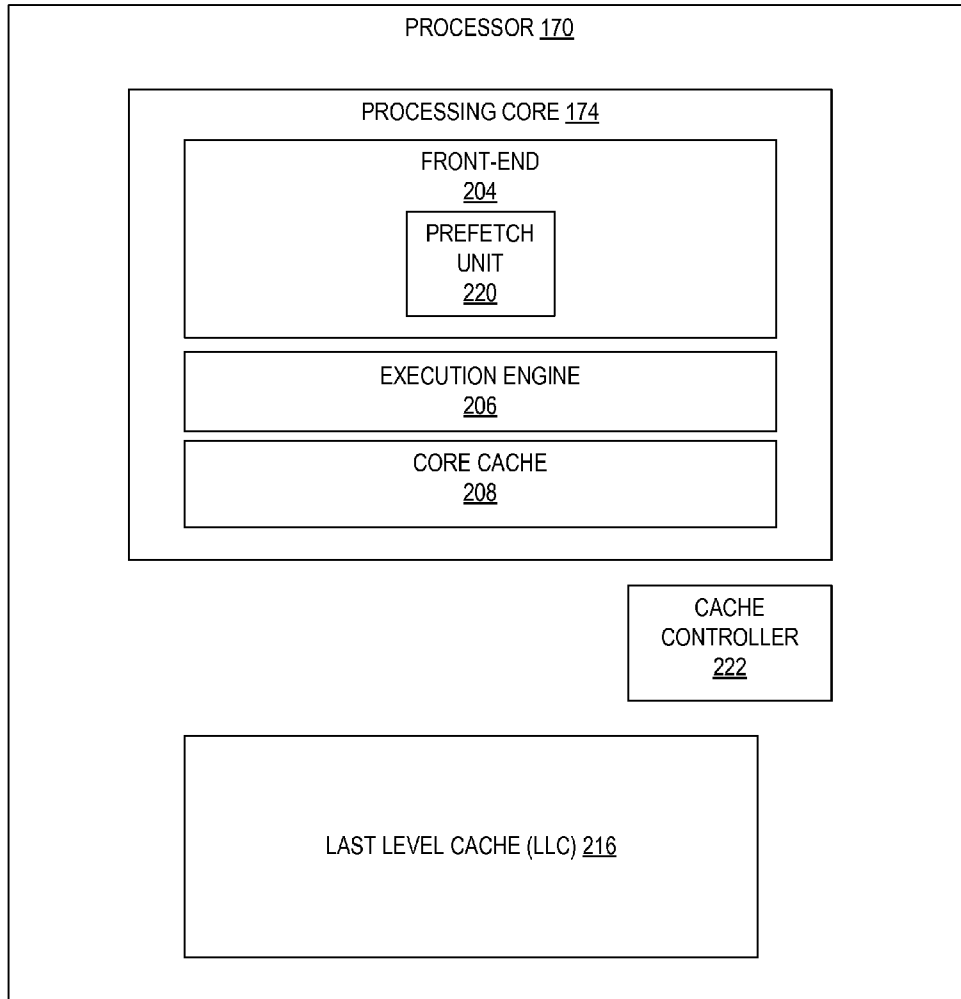 PROCESSOR 170
PROCESSING CORE 174
FRONT-END
204
PREFETCH
UNIT
220
EXECUTION ENGINE
206
CORE CACHE
208
CACHE
CONTROLLER
222
LAST LEVEL CACHE (LLC) 216